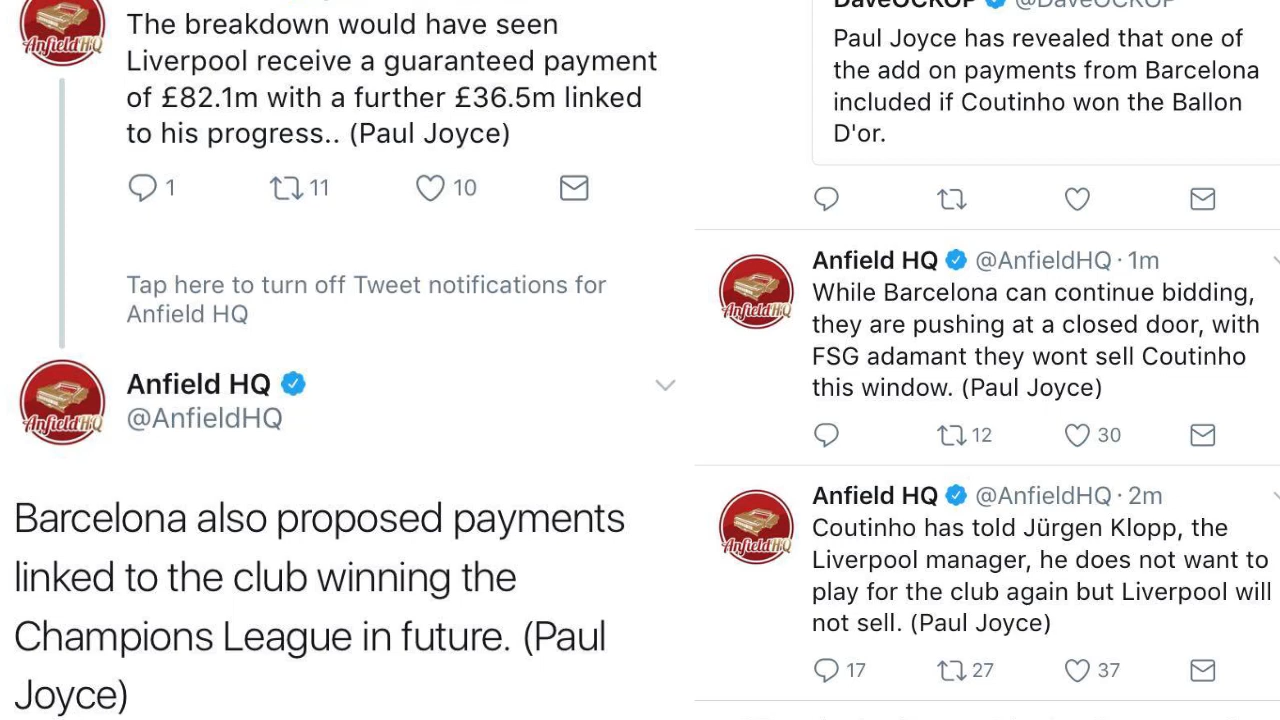 AnfieldHQ
The breakdown would have seen
Liverpool receive a guaranteed payment
of £82.1m with a further £36.5m linked
to his progress.. (Paul Joyce)
1
11
10
Tap here to turn off Tweet notifications for
Anfield HQ
AnfieldHQ
Anfield HQ
@AnfieldHQ
Barcelona also proposed payments
linked to the club winning the
Champions League in future. (Paul
Joyce)
DaveOCKOP @DaveOCKOP
Paul Joyce has revealed that one of
the add on payments from Barcelona
included if Coutinho won the Ballon
D'or.
AnfieldHQ
Anfield HQ @AnfieldHQ · 1m
While Barcelona can continue bidding,
they are pushing at a closed door, with
FSG adamant they wont sell Coutinho
this window. (Paul Joyce)
12
30
AnfieldHQ
Anfield HQ @AnfieldHQ · 2m
Coutinho has told Jürgen Klopp, the
Liverpool manager, he does not want to
play for the club again but Liverpool will
not sell. (Paul Joyce)
17
27
37